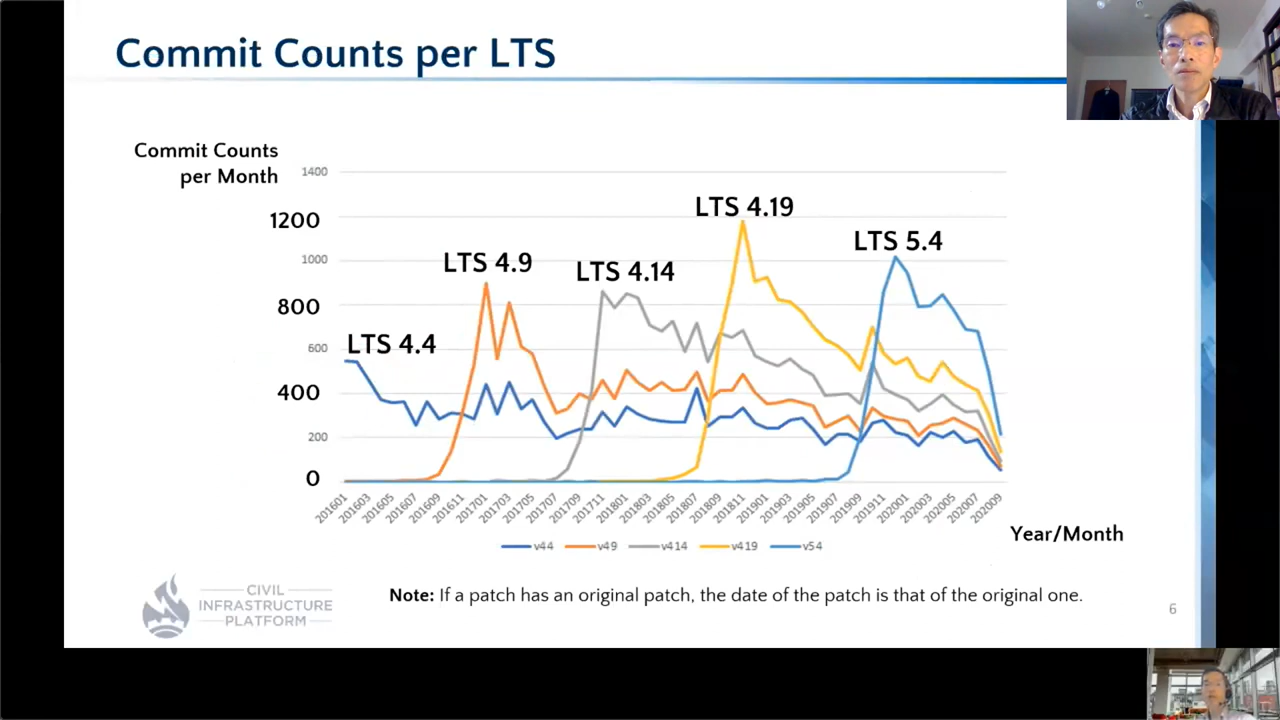 Commit Counts per LTS
Commit Counts
per Month
1400
1200
1000
800
600
400
200
0
LTS 4.4
LTS 4.9
LTS 4.14
LTS 4.19
LTS 5.4
201601
201603
201605
201607
201609
201611
201701
201703
201705
201707
201709
201711
201801
201803
201805
201807
201809
201811
201901
201903
201905
201907
201909
201911
202001
202003
202005
202007
202009
Year/Month
v44
v49
v414
v419
v54
CIVIL
INFRASTRUCTURE
PLATFORM
Note: If a patch has an original patch, the date of the patch is that of the original one.
6